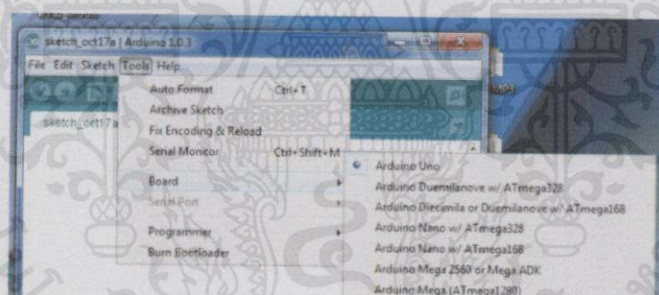 sketch_oct17a | Arduino 1.0.3
File Edit Sketch Tools Help
Auto Format Ctrl+T
Archive Sketch
sketch_oct17a
Fix Encoding & Reload
Serial Monitor Ctrl+Shift+M
Board
Serial Port
Programmer
Burn Bootloader
Arduino Uno
Arduino Duemilanove w/ ATmega328
Arduino Diecimila or Duemilanove w/ ATmega168
Arduino Nano w/ ATmega328
Arduino Nano w/ ATmega168
Arduino Mega 2560 or Mega ADK
Arduino Mega (ATmega1280)